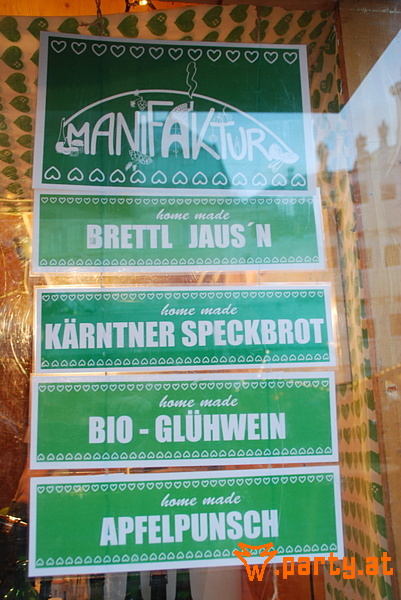 MANIFAKTUR
home made
BRETTL JAUS´N
home made
KÄRNTNER SPECKBROT
home made
BIO - GLÜHWEIN
home made
APFELPUNSCH
party.at